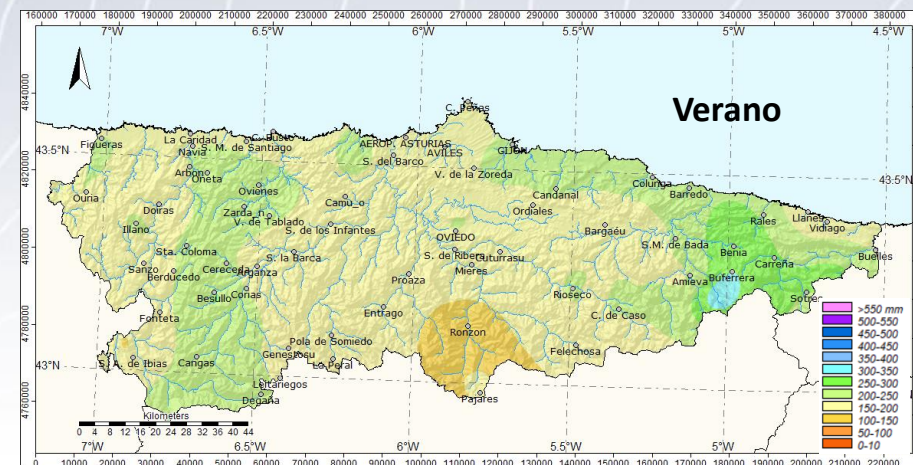 160000 170000 180000 190000 200000 210000 220000 230000 240000 250000 260000 270000 280000 290000 300000 310000 320000 330000 340000 350000 360000 370000 380000
7°W 6.5°W 6°W 5.5°W 5°W 4.5°W
4840000
Verano
C. Peñas
La Caridad
C. Busto
Figueras
Navia
S. M. de Santiago
AEROP. ASTURIAS
AVILES
GIJON
43.5°N
S. del Barco
4820000
Arbon
Oneta
V. de la Zoreda
Colunga
43.5°N
Ouria
Oviones
Candanal
Barredo
Doiras
Zarda_n
Camu_o
Ordiales
Rales
Llanes
V. de Tablado
Vidiago
Illano
S. de los Infantes
Bargaéu
OVIEDO
S.M. de Bada
4800000
Sta. Coloma
S. la Barca
S. de Ribera
Cuturrasu
Benia
Buelles
Sanzo
Cereceda
Arganza
Mieres
Carreña
Berducedo
Proaza
Amieva
Buferrera
Besullo
Corias
Rioseco
Sotres
Entrago
C. de Caso
4780000
Fonteta
Ronzon
Pola de Somiedo
Genestosu
Felechosa
43°N
S. A. de Ibias
Cangas
Lo Peral
Leitariegos
4760000
Degaña
Pajares
Kilometers
0 4 8 12 16 20 24 28 32 36 40 44
>550 mm
500-550
450-500
400-450
350-400
300-350
250-300
200-250
150-200
100-150
50-100
0-10
7°W 6.5°W 6°W 5.5°W 5°W
10000 20000 30000 40000 50000 60000 70000 80000 90000 100000 110000 120000 130000 140000 150000 160000 170000 180000 190000 200000 210000 220000